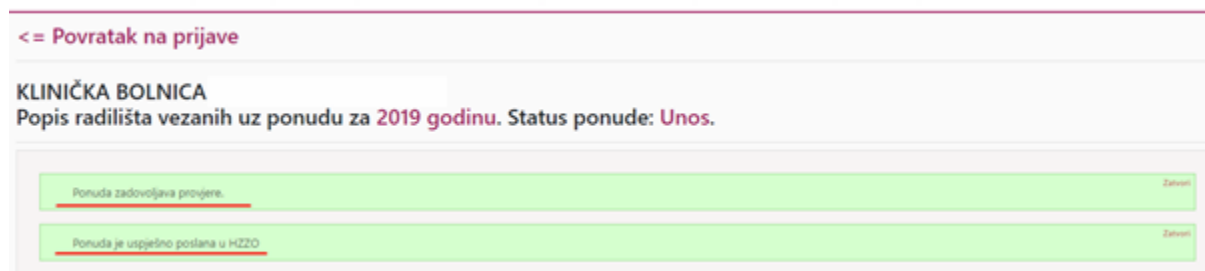 <= Povratak na prijave
KLINIČKA BOLNICA
Popis radilišta vezanih uz ponudu za 2019 godinu. Status ponude: Unos.
Ponuda zadovoljava provjere.
Zatvori
Ponuda je uspješno poslana u HZZO
Zatvori